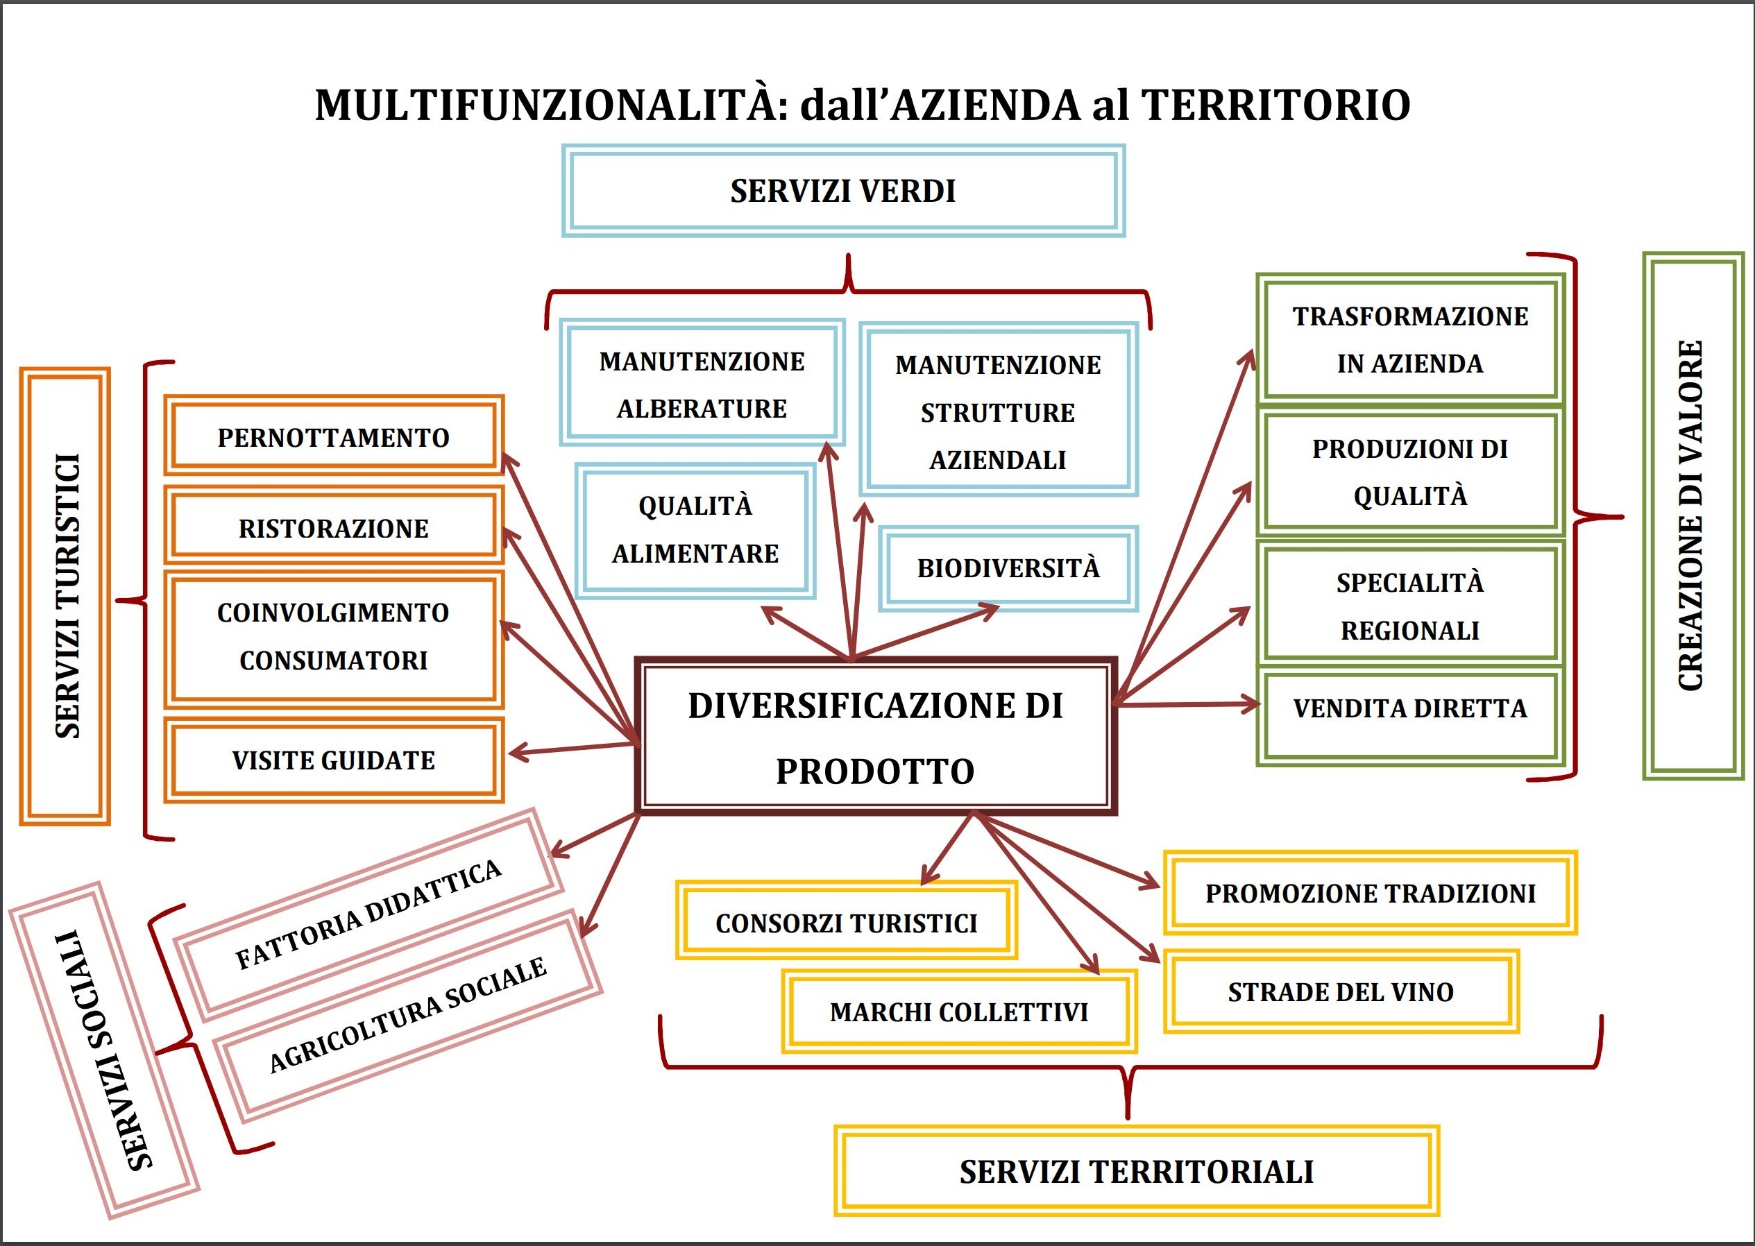 MULTIFUNZIONALITÀ: dall’AZIENDA al TERRITORIO
SERVIZI VERDI
MANUTENZIONE
ALBERATURE
MANUTENZIONE
STRUTTURE
AZIENDALI
QUALITÀ
ALIMENTARE
BIODIVERSITÀ
SERVIZI TURISTICI
PERNOTTAMENTO
RISTORAZIONE
COINVOLGIMENTO
CONSUMATORI
VISITE GUIDATE
TRASFORMAZIONE
IN AZIENDA
PRODUZIONI DI
QUALITÀ
SPECIALITÀ
REGIONALI
VENDITA DIRETTA
CREAZIONE DI VALORE
DIVERSIFICAZIONE DI
PRODOTTO
SERVIZI SOCIALI
FATTORIA DIDATTICA
AGRICOLTURA SOCIALE
CONSORZI TURISTICI
MARCHI COLLETTIVI
PROMOZIONE TRADIZIONI
STRADE DEL VINO
SERVIZI TERRITORIALI